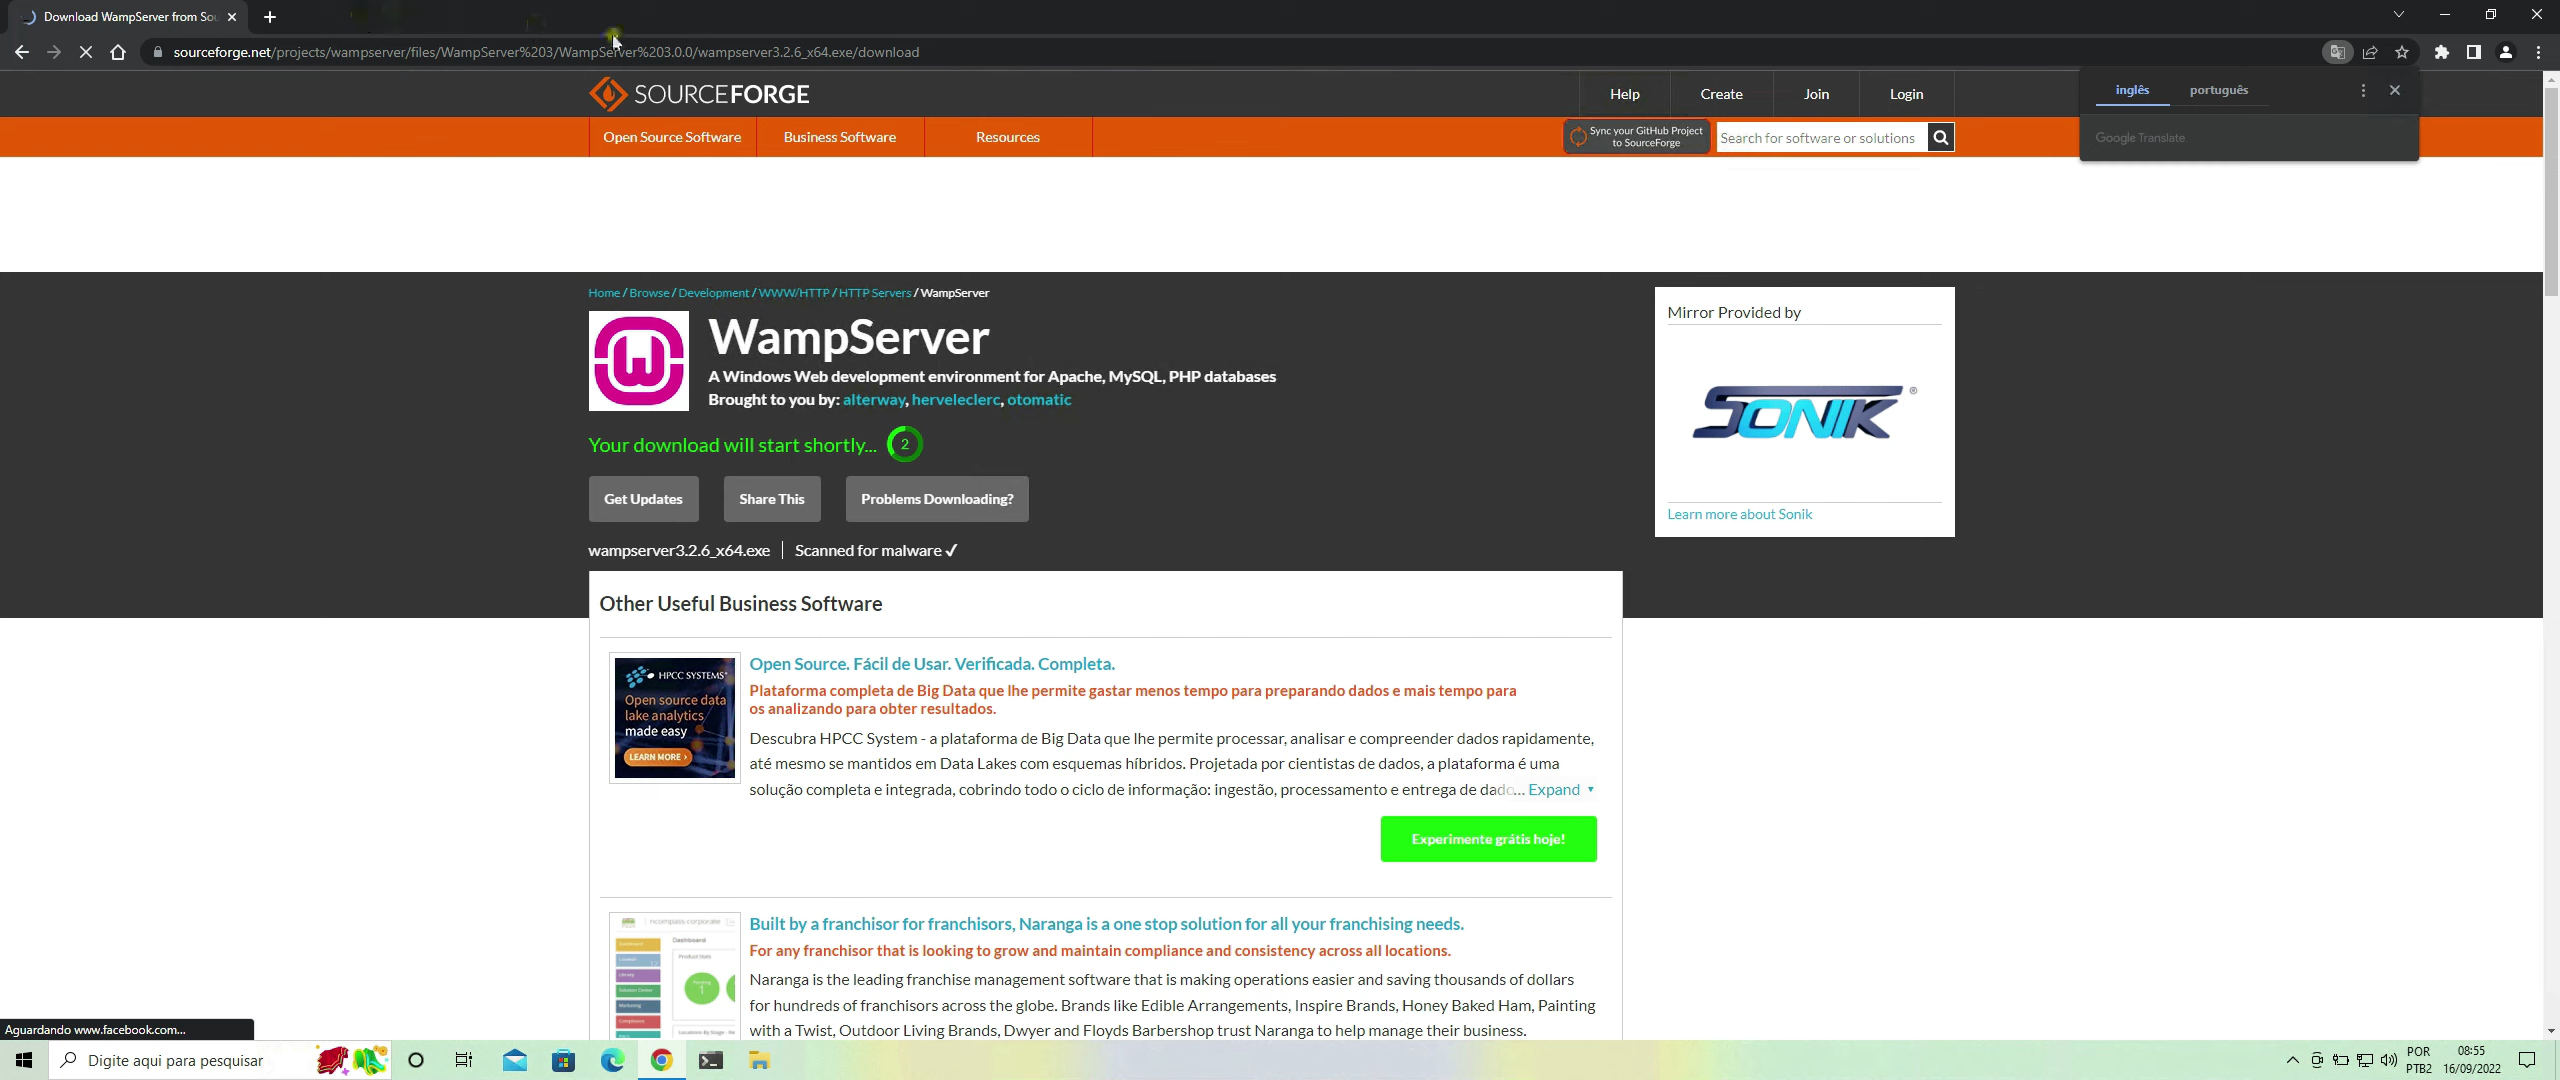 Download WampServer from Sou
sourceforge.net/projects/wampserver/files/WampServer%203/WampServer%203.0.0/wampserver3.2.6_x64.exe/download
SOURCEFORGE
Help
Create
Join
Login
inglês
português
Google Translate
Open Source Software
Business Software
Resources
Sync your GitHub Project
to SourceForge
Search for software or solutions
Home / Browse / Development / WWW/HTTP / HTTP Servers / WampServer
WampServer
A Windows Web development environment for Apache, MySQL, PHP databases
Brought to you by: alterway, herveleclerc, otomatic
Your download will start shortly... 2
Get Updates
Share This
Problems Downloading?
wampserver3.2.6_x64.exe
Scanned for malware ✓
Mirror Provided by
SONIK ®
Learn more about Sonik
Other Useful Business Software
HPCC SYSTEMS
Open source data
lake analytics
made easy
LEARN MORE ›
Open Source. Fácil de Usar. Verificada. Completa.
Plataforma completa de Big Data que lhe permite gastar menos tempo para preparando dados e mais tempo para
os analizando para obter resultados.
Descubra HPCC System - a plataforma de Big Data que lhe permite processar, analisar e compreender dados rapidamente,
até mesmo se mantidos em Data Lakes com esquemas híbridos. Projetada por cientistas de dados, a plataforma é uma
solução completa e integrada, cobrindo todo o ciclo de informação: ingestão, processamento e entrega de dado... Expand
Experimente grátis hoje!
ncompass corporate
Dashboard
Product Stats
Built by a franchisor for franchisors, Naranga is a one stop solution for all your franchising needs.
For any franchisor that is looking to grow and maintain compliance and consistency across all locations.
Naranga is the leading franchise management software that is making operations easier and saving thousands of dollars
for hundreds of franchisors across the globe. Brands like Edible Arrangements, Inspire Brands, Honey Baked Ham, Painting
with a Twist, Outdoor Living Brands, Dwyer and Floyds Barbershop trust Naranga to help manage their business.
Aguardando www.facebook.com...
Digite aqui para pesquisar
POR
PTB2
08:55
16/09/2022